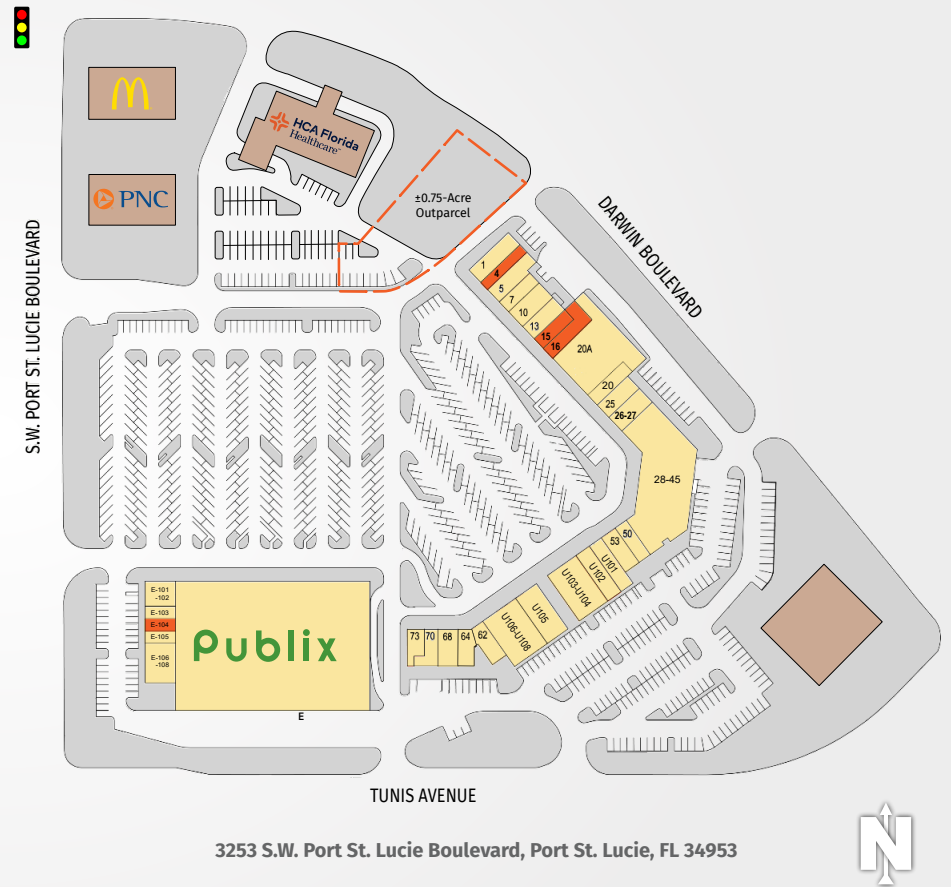 HCA Florida
Healthcare
PNC
±0.75-Acre
Outparcel
S.W. PORT ST. LUCIE BOULEVARD
DARWIN BOULEVARD
1
4
5
7
10
13
15
16
20A
20
25
26-27
28-45
50
53
U101
U102
U103-U104
U105
U106-U108
62
64
68
70
73
E-101
-102
E-103
E-104
E-105
E-106
-108
Publix
E
TUNIS AVENUE
3253 S.W. Port St. Lucie Boulevard, Port St. Lucie, FL 34953
N